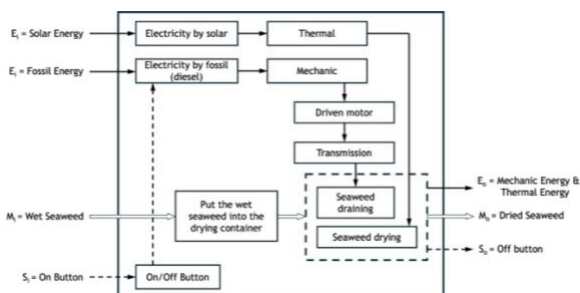 Eᵢ = Solar Energy
Electricity by solar
Thermal
Eᵢ = Fossil Energy
Electricity by fossil
(diesel)
Mechanic
Driven motor
Transmission
Mᵢ = Wet Seaweed
Put the wet
seaweed into the
drying container
Seaweed
draining
Seaweed drying
Eₒ = Mechanic Energy &
Thermal Energy
Mₒ = Dried Seaweed
Sₒ = Off button
Sᵢ = On Button
On/Off Button